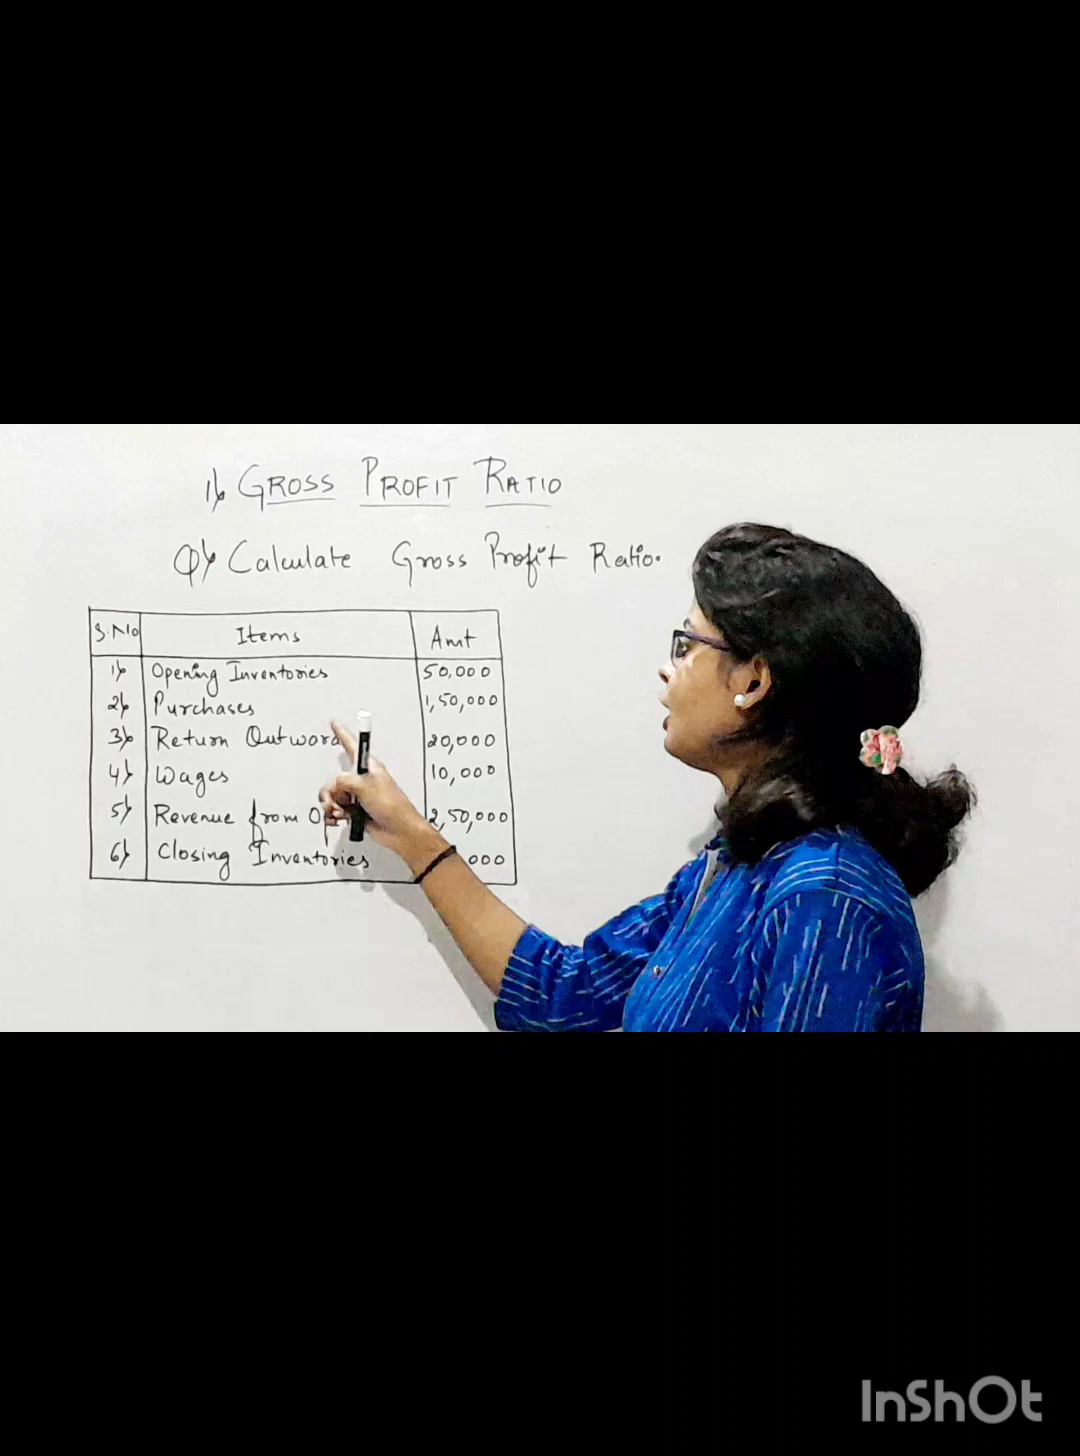 1) GROSS PROFIT RATIO
Q) Calculate Gross Profit Ratio.
S.No Items Amt
1) Opening Inventories 50,000
2) Purchases 1,50,000
3) Return Outward 20,000
4) Wages 10,000
5) Revenue from 2,50,000
6) Closing Inventories ,000
InShOt